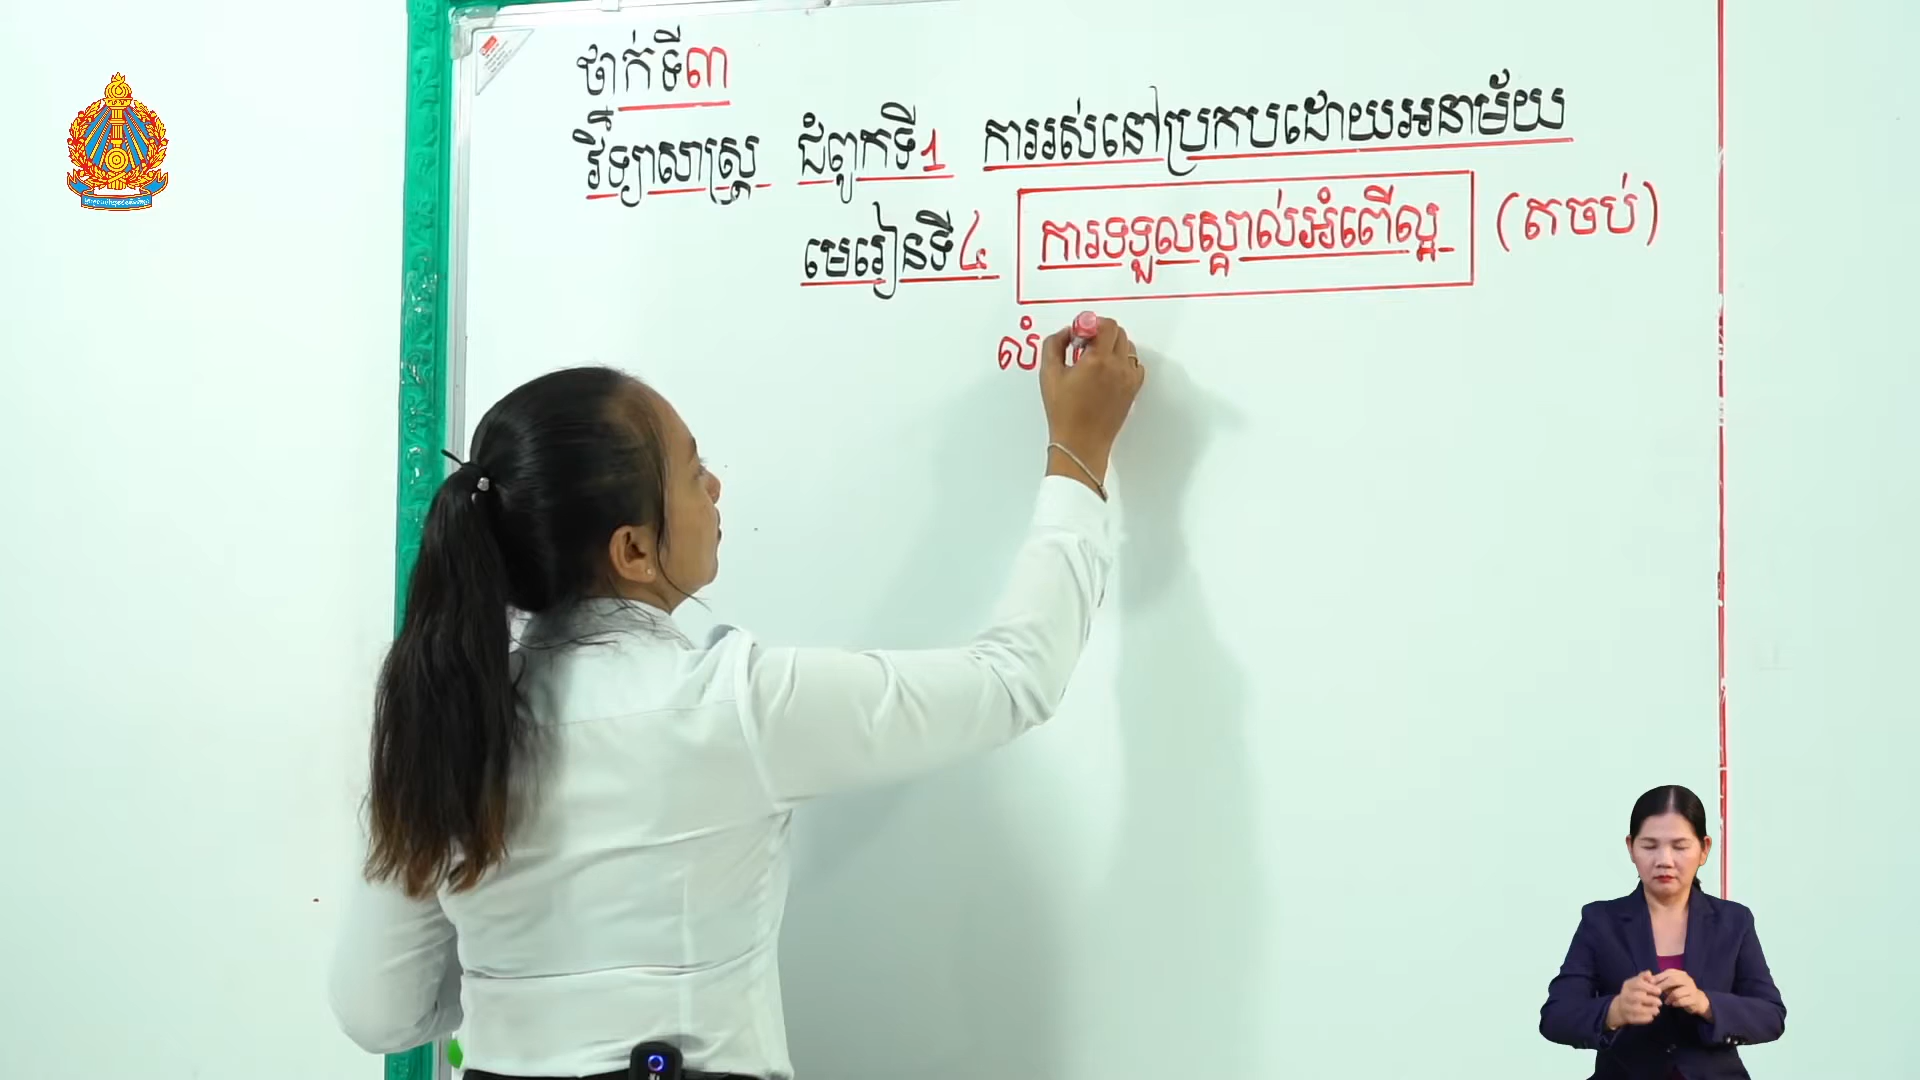 ថ្នាក់ទី៣
វិទ្យាសាស្ត្រ ជំពូកទី1 ការរស់នៅប្រកបដោយអនាម័យ
មេរៀនទី៤ ការទទួលស្គាល់អំពើល្អ (តចប់)
លំ